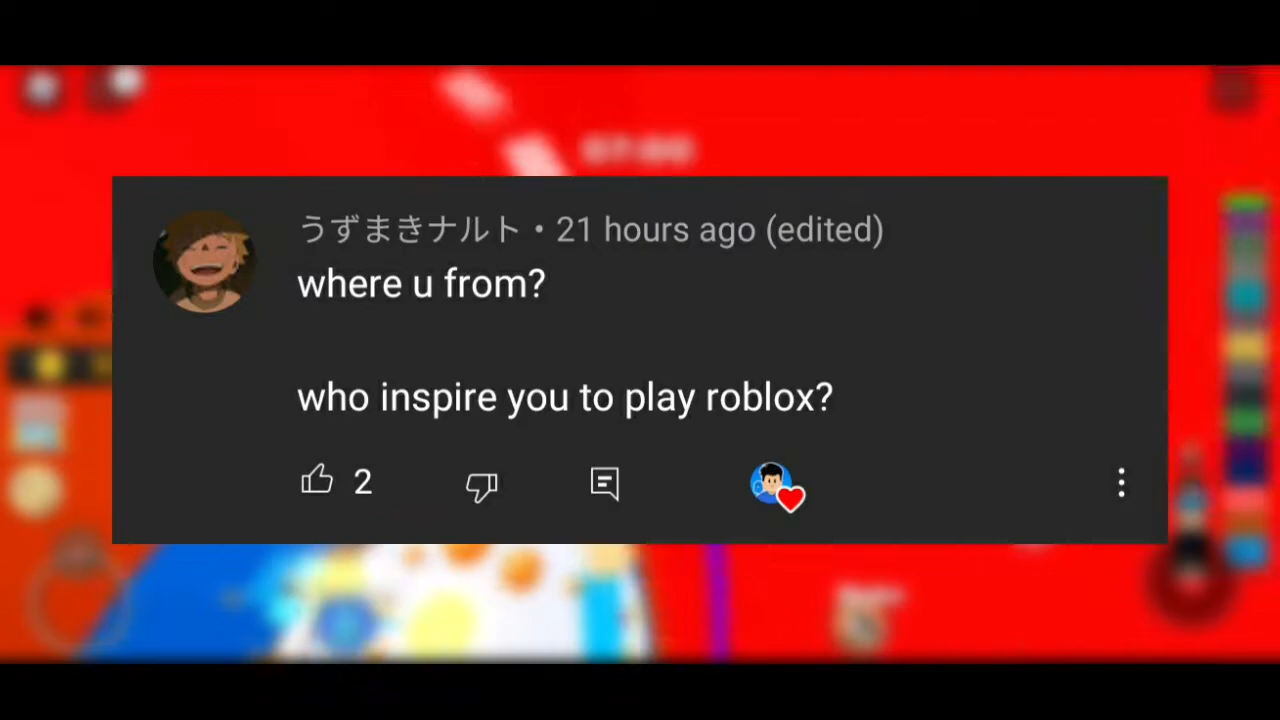 うずまきナルト • 21 hours ago (edited)
where u from?
who inspire you to play roblox?
2